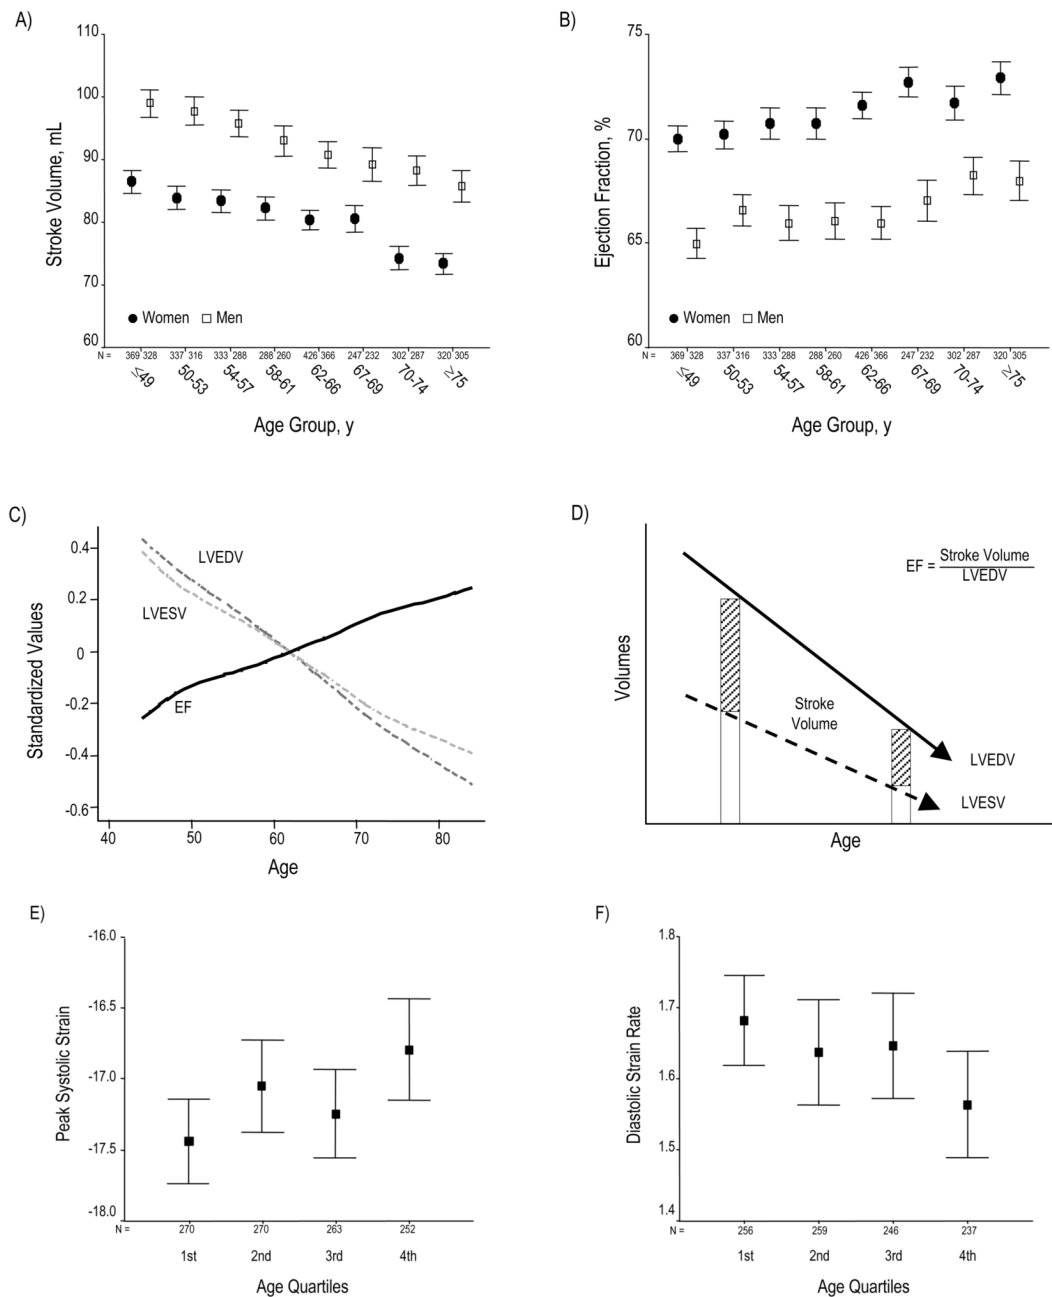 A)
110
100
90
80
70
60
Stroke Volume, mL
● Women □ Men
N = 369 328 337 316 333 288 288 260 426 366 247 232 302 287 320 305
≤49 50-53 54-57 58-61 62-66 67-69 70-74 ≥75
Age Group, y
B)
75
70
65
60
Ejection Fraction, %
● Women □ Men
N = 369 328 337 316 333 288 288 260 426 366 247 232 302 287 320 305
≤49 50-53 54-57 58-61 62-66 67-69 70-74 ≥75
Age Group, y
C)
0.4
0.2
0
-0.2
-0.4
-0.6
Standardized Values
LVEDV
LVESV
EF
40 50 60 70 80
Age
D)
EF = Stroke Volume
LVEDV
Volumes
Stroke
Volume
LVEDV
LVESV
Age
E)
-16.0
-16.5
-17.0
-17.5
-18.0
Peak Systolic Strain
N = 270 270 263 252
1st 2nd 3rd 4th
Age Quartiles
F)
1.8
1.7
1.6
1.5
1.4
Diastolic Strain Rate
N = 256 259 246 237
1st 2nd 3rd 4th
Age Quartiles